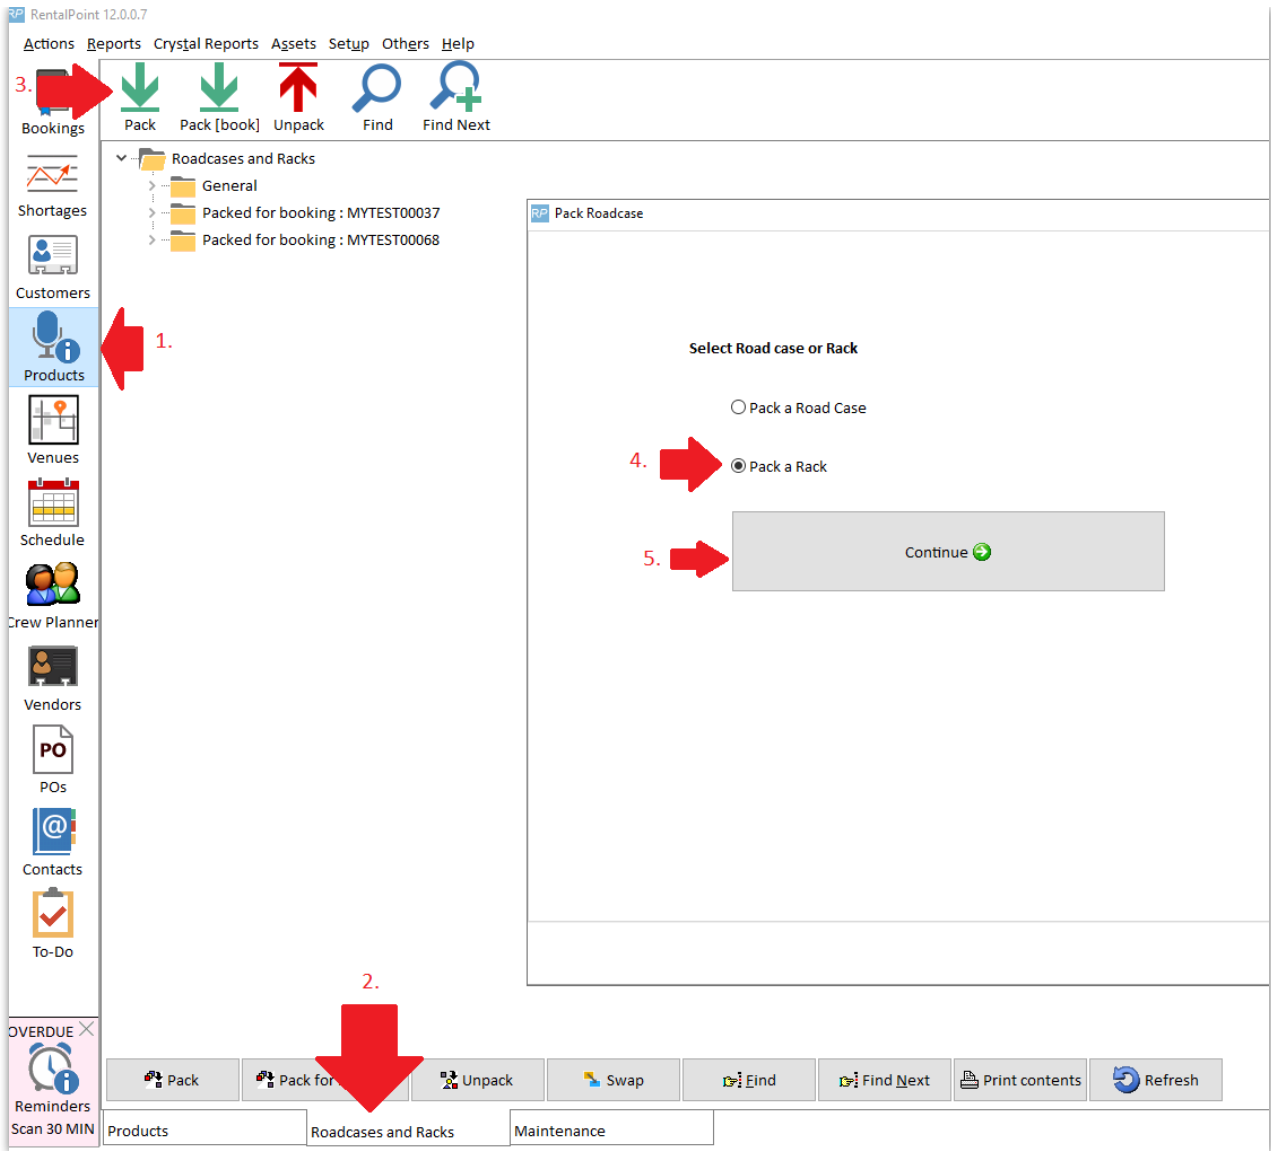 RP RentalPoint 12.0.0.7
Actions Reports Crystal Reports Assets Setup Others Help
3.
Bookings
Pack Pack [book] Unpack Find Find Next
Roadcases and Racks
General
Packed for booking : MYTEST00037
Packed for booking : MYTEST00068
Shortages
Customers
1.
Products
Venues
Schedule
Crew Planner
Vendors
PO
POs
@
Contacts
To-Do
RP Pack Roadcase
Select Road case or Rack
Pack a Road Case
4.
Pack a Rack
5.
Continue
2.
OVERDUE
Reminders
Scan 30 MIN
Pack Pack for Unpack Swap Find Find Next Print contents Refresh
Products Roadcases and Racks Maintenance